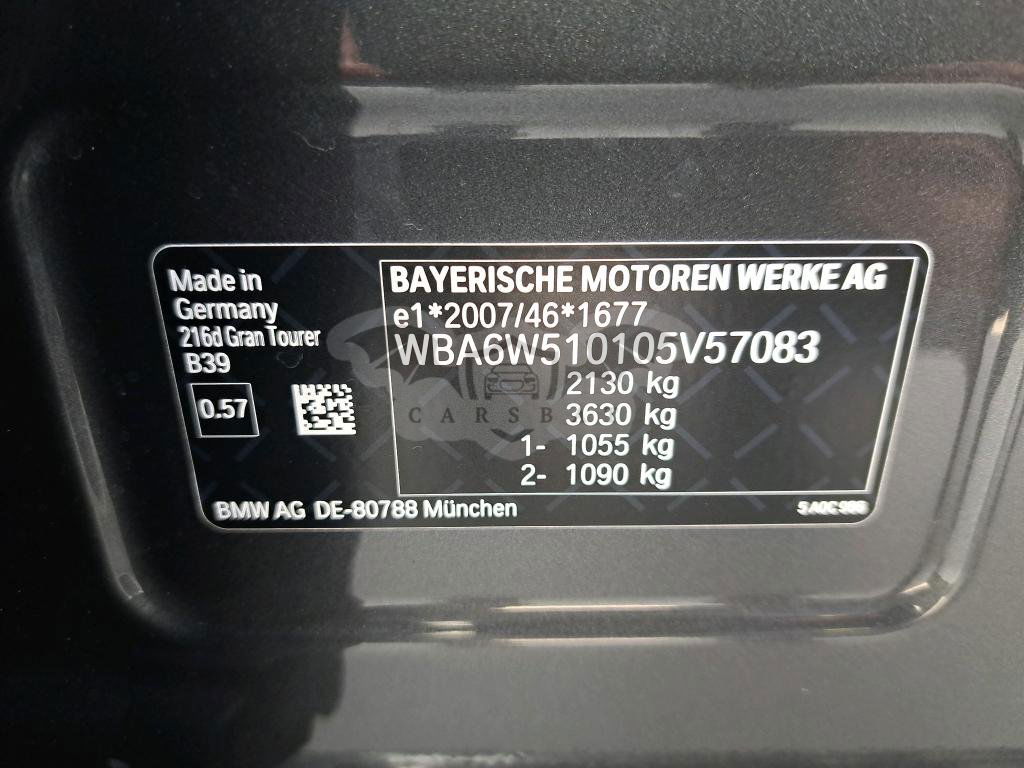 Made in
Germany
216d Gran Tourer
B39
0.57
BAYERISCHE MOTOREN WERKE AG
e1*2007/46*1677
WBA6W510105V57083
2130 kg
3630 kg
1- 1055 kg
2- 1090 kg
BMW AG DE-80788 München